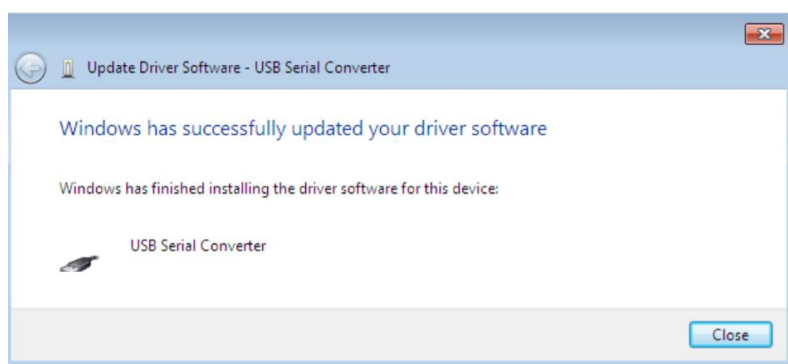 Update Driver Software - USB Serial Converter
Windows has successfully updated your driver software
Windows has finished installing the driver software for this device:
USB Serial Converter
Close